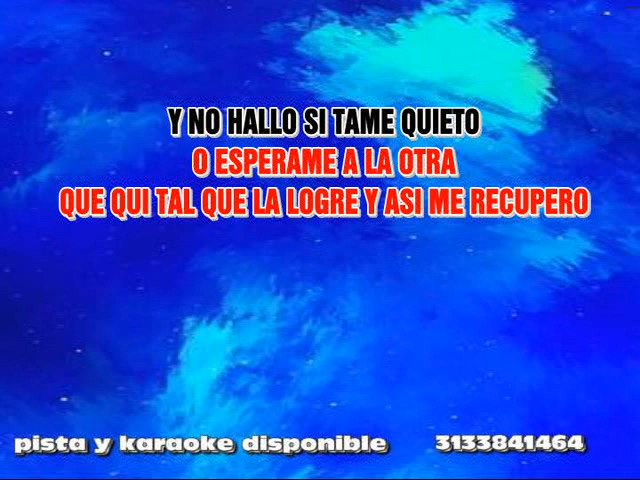 Y NO HALLO SI TAME QUIETO
O ESPERAME A LA OTRA
QUE QUI TAL QUE LA LOGRE Y ASI ME RECUPERO
pista y karaoke disponible 3133841464